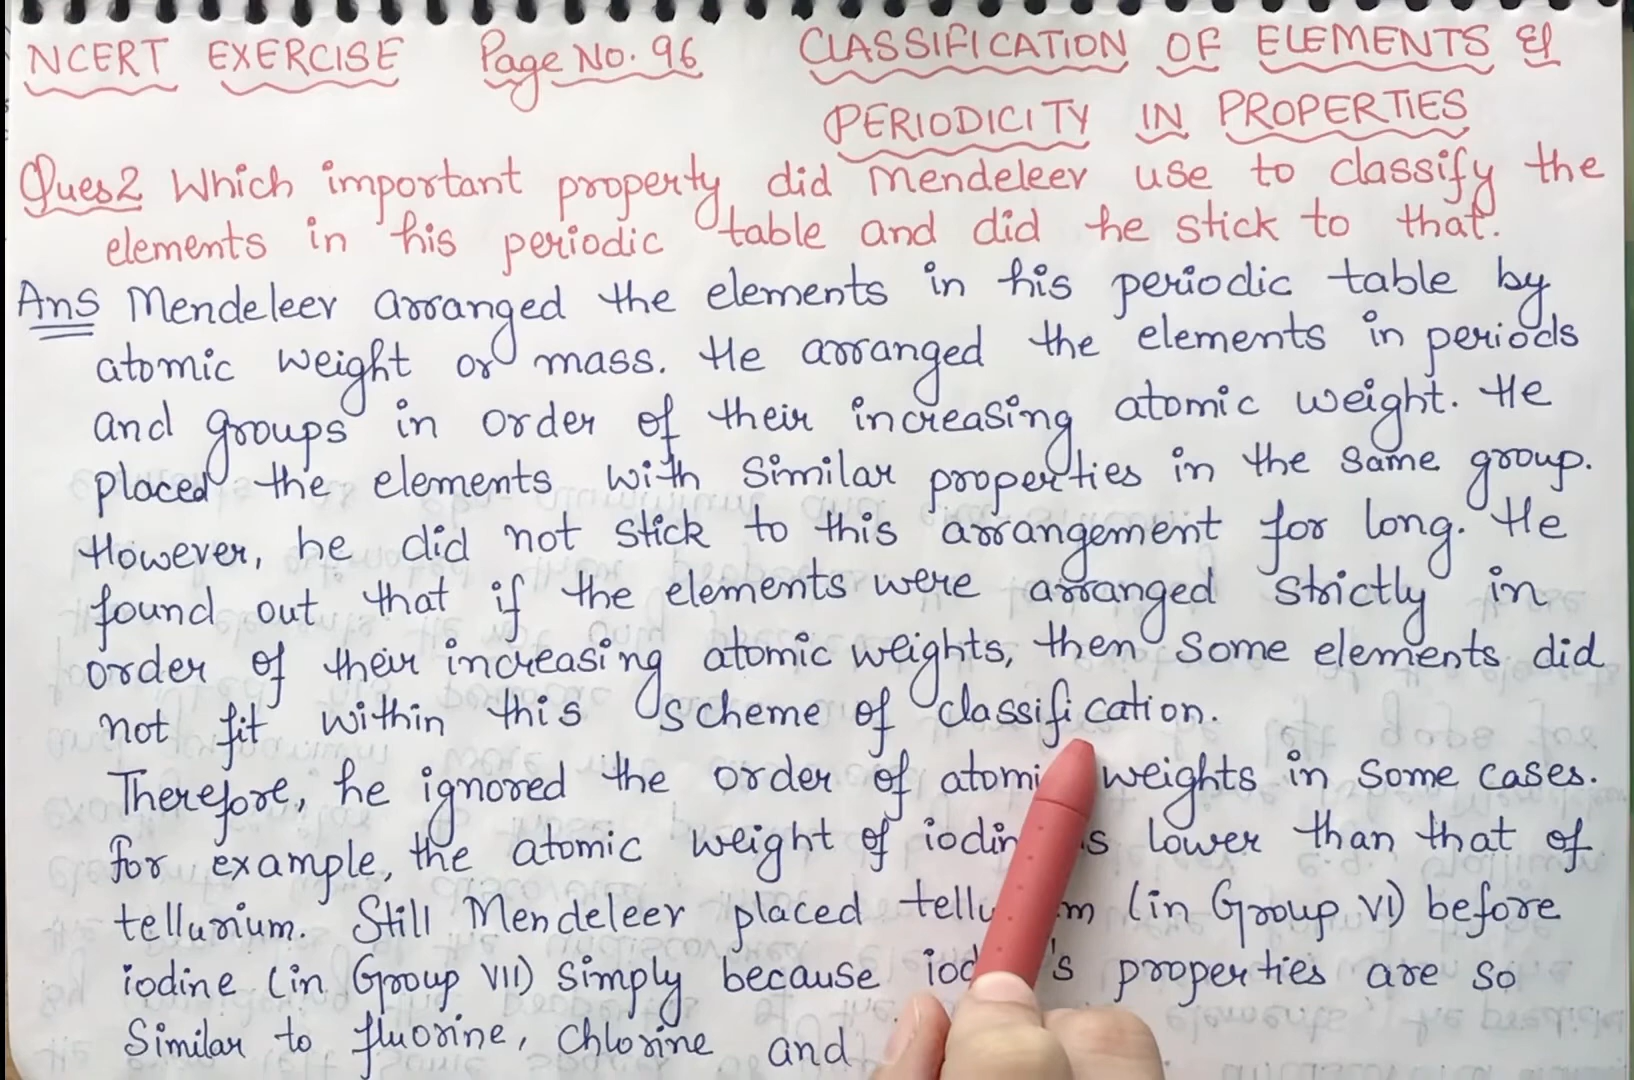 NCERT EXERCISE Page No. 96 CLASSIFICATION OF ELEMENTS &
PERIODICITY IN PROPERTIES
Ques 2 Which important property did Mendeleev use to classify the
elements in his periodic table and did he stick to that.
Ans Mendeleev arranged the elements in his periodic table by
atomic weight or mass. He arranged the elements in periods
and groups in order of their increasing atomic weight. He
placed the elements with similar properties in the same group.
However, he did not stick to this arrangement for long. He
found out that if the elements were arranged strictly in
order of their increasing atomic weights, then some elements did
not fit within this scheme of classification.
Therefore, he ignored the order of atomi weights in some cases.
for example, the atomic weight of iodin s lower than that of
tellurium. Still Mendeleev placed tellu m (in Group VI) before
iodine (in Group VII) simply because iod 's properties are so
similar to fluorine, chlorine and